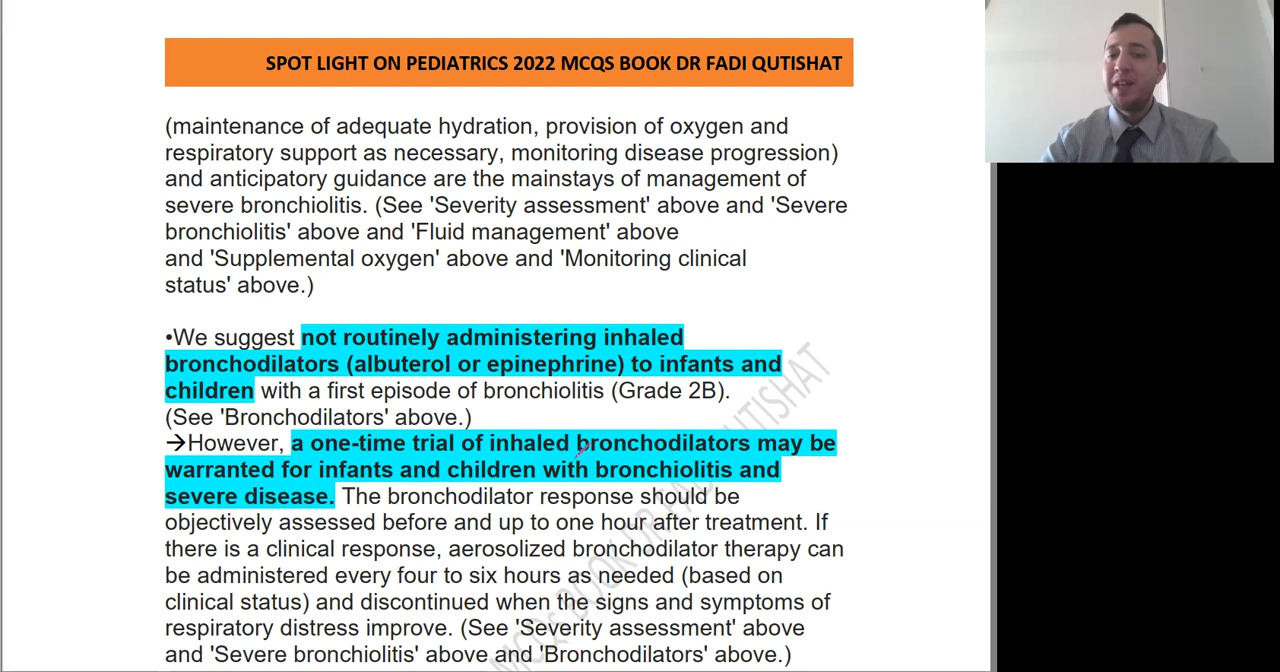 SPOT LIGHT ON PEDIATRICS 2022 MCQS BOOK DR FADI QUTISHAT
(maintenance of adequate hydration, provision of oxygen and
respiratory support as necessary, monitoring disease progression)
and anticipatory guidance are the mainstays of management of
severe bronchiolitis. (See 'Severity assessment' above and 'Severe
bronchiolitis' above and 'Fluid management' above
and 'Supplemental oxygen' above and 'Monitoring clinical
status' above.)
•We suggest not routinely administering inhaled
bronchodilators (albuterol or epinephrine) to infants and
children with a first episode of bronchiolitis (Grade 2B).
(See 'Bronchodilators' above.)
→However, a one-time trial of inhaled bronchodilators may be
warranted for infants and children with bronchiolitis and
severe disease. The bronchodilator response should be
objectively assessed before and up to one hour after treatment. If
there is a clinical response, aerosolized bronchodilator therapy can
be administered every four to six hours as needed (based on
clinical status) and discontinued when the signs and symptoms of
respiratory distress improve. (See 'Severity assessment' above
and 'Severe bronchiolitis' above and 'Bronchodilators' above.)
MCQs BOOK DR FADI QUTISHAT